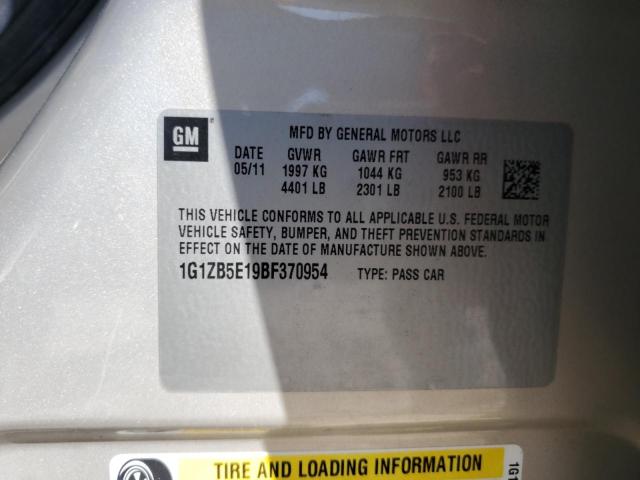 GM
MFD BY GENERAL MOTORS LLC
DATE GVWR GAWR FRT GAWR RR
05/11 1997 KG 1044 KG 953 KG
4401 LB 2301 LB 2100 LB
THIS VEHICLE CONFORMS TO ALL APPLICABLE U.S. FEDERAL MOTOR
VEHICLE SAFETY, BUMPER, AND THEFT PREVENTION STANDARDS IN
EFFECT ON THE DATE OF MANUFACTURE SHOWN ABOVE.
1G1ZB5E19BF370954 TYPE: PASS CAR
TIRE AND LOADING INFORMATION
1G1